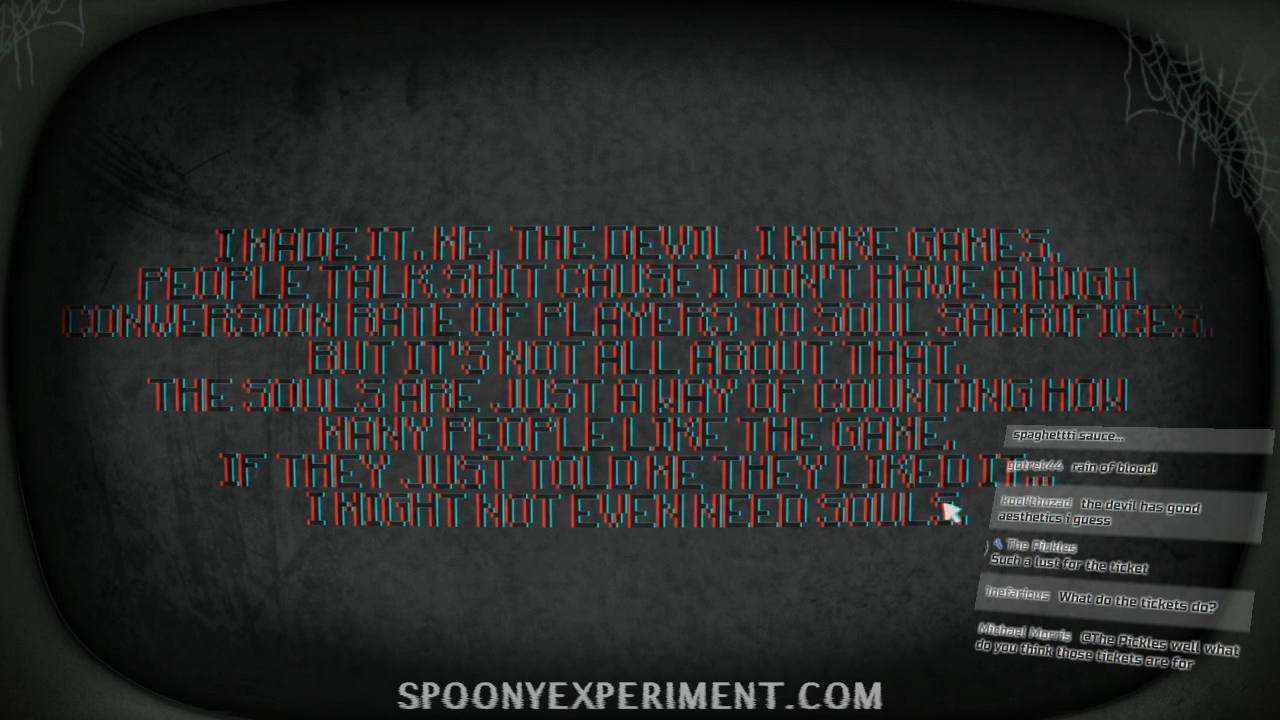 I MADE IT. ME, THE DEVIL. I MAKE GAMES.
PEOPLE TALK SHIT CAUSE I DON'T HAVE A HIGH
CONVERSION RATE OF PLAYERS TO SOUL SACRIFICES.
BUT IT'S NOT ALL ABOUT THAT.
THE SOULS ARE JUST A WAY OF COUNTING HOW
MANY PEOPLE LIKE THE GAME.
IF THEY JUST TOLD ME THEY LIKED IT...
I MIGHT NOT EVEN NEED SOULS.
spaghettti sauce...
gotrek44 rain of blood!
koolthuzad the devil has good
aesthetics i guess
The Pickles
Such a lust for the ticket
1nefarious What do the tickets do?
Michael Morris @The Pickles well what
do you think those tickets are for
SPOONYEXPERIMENT.COM